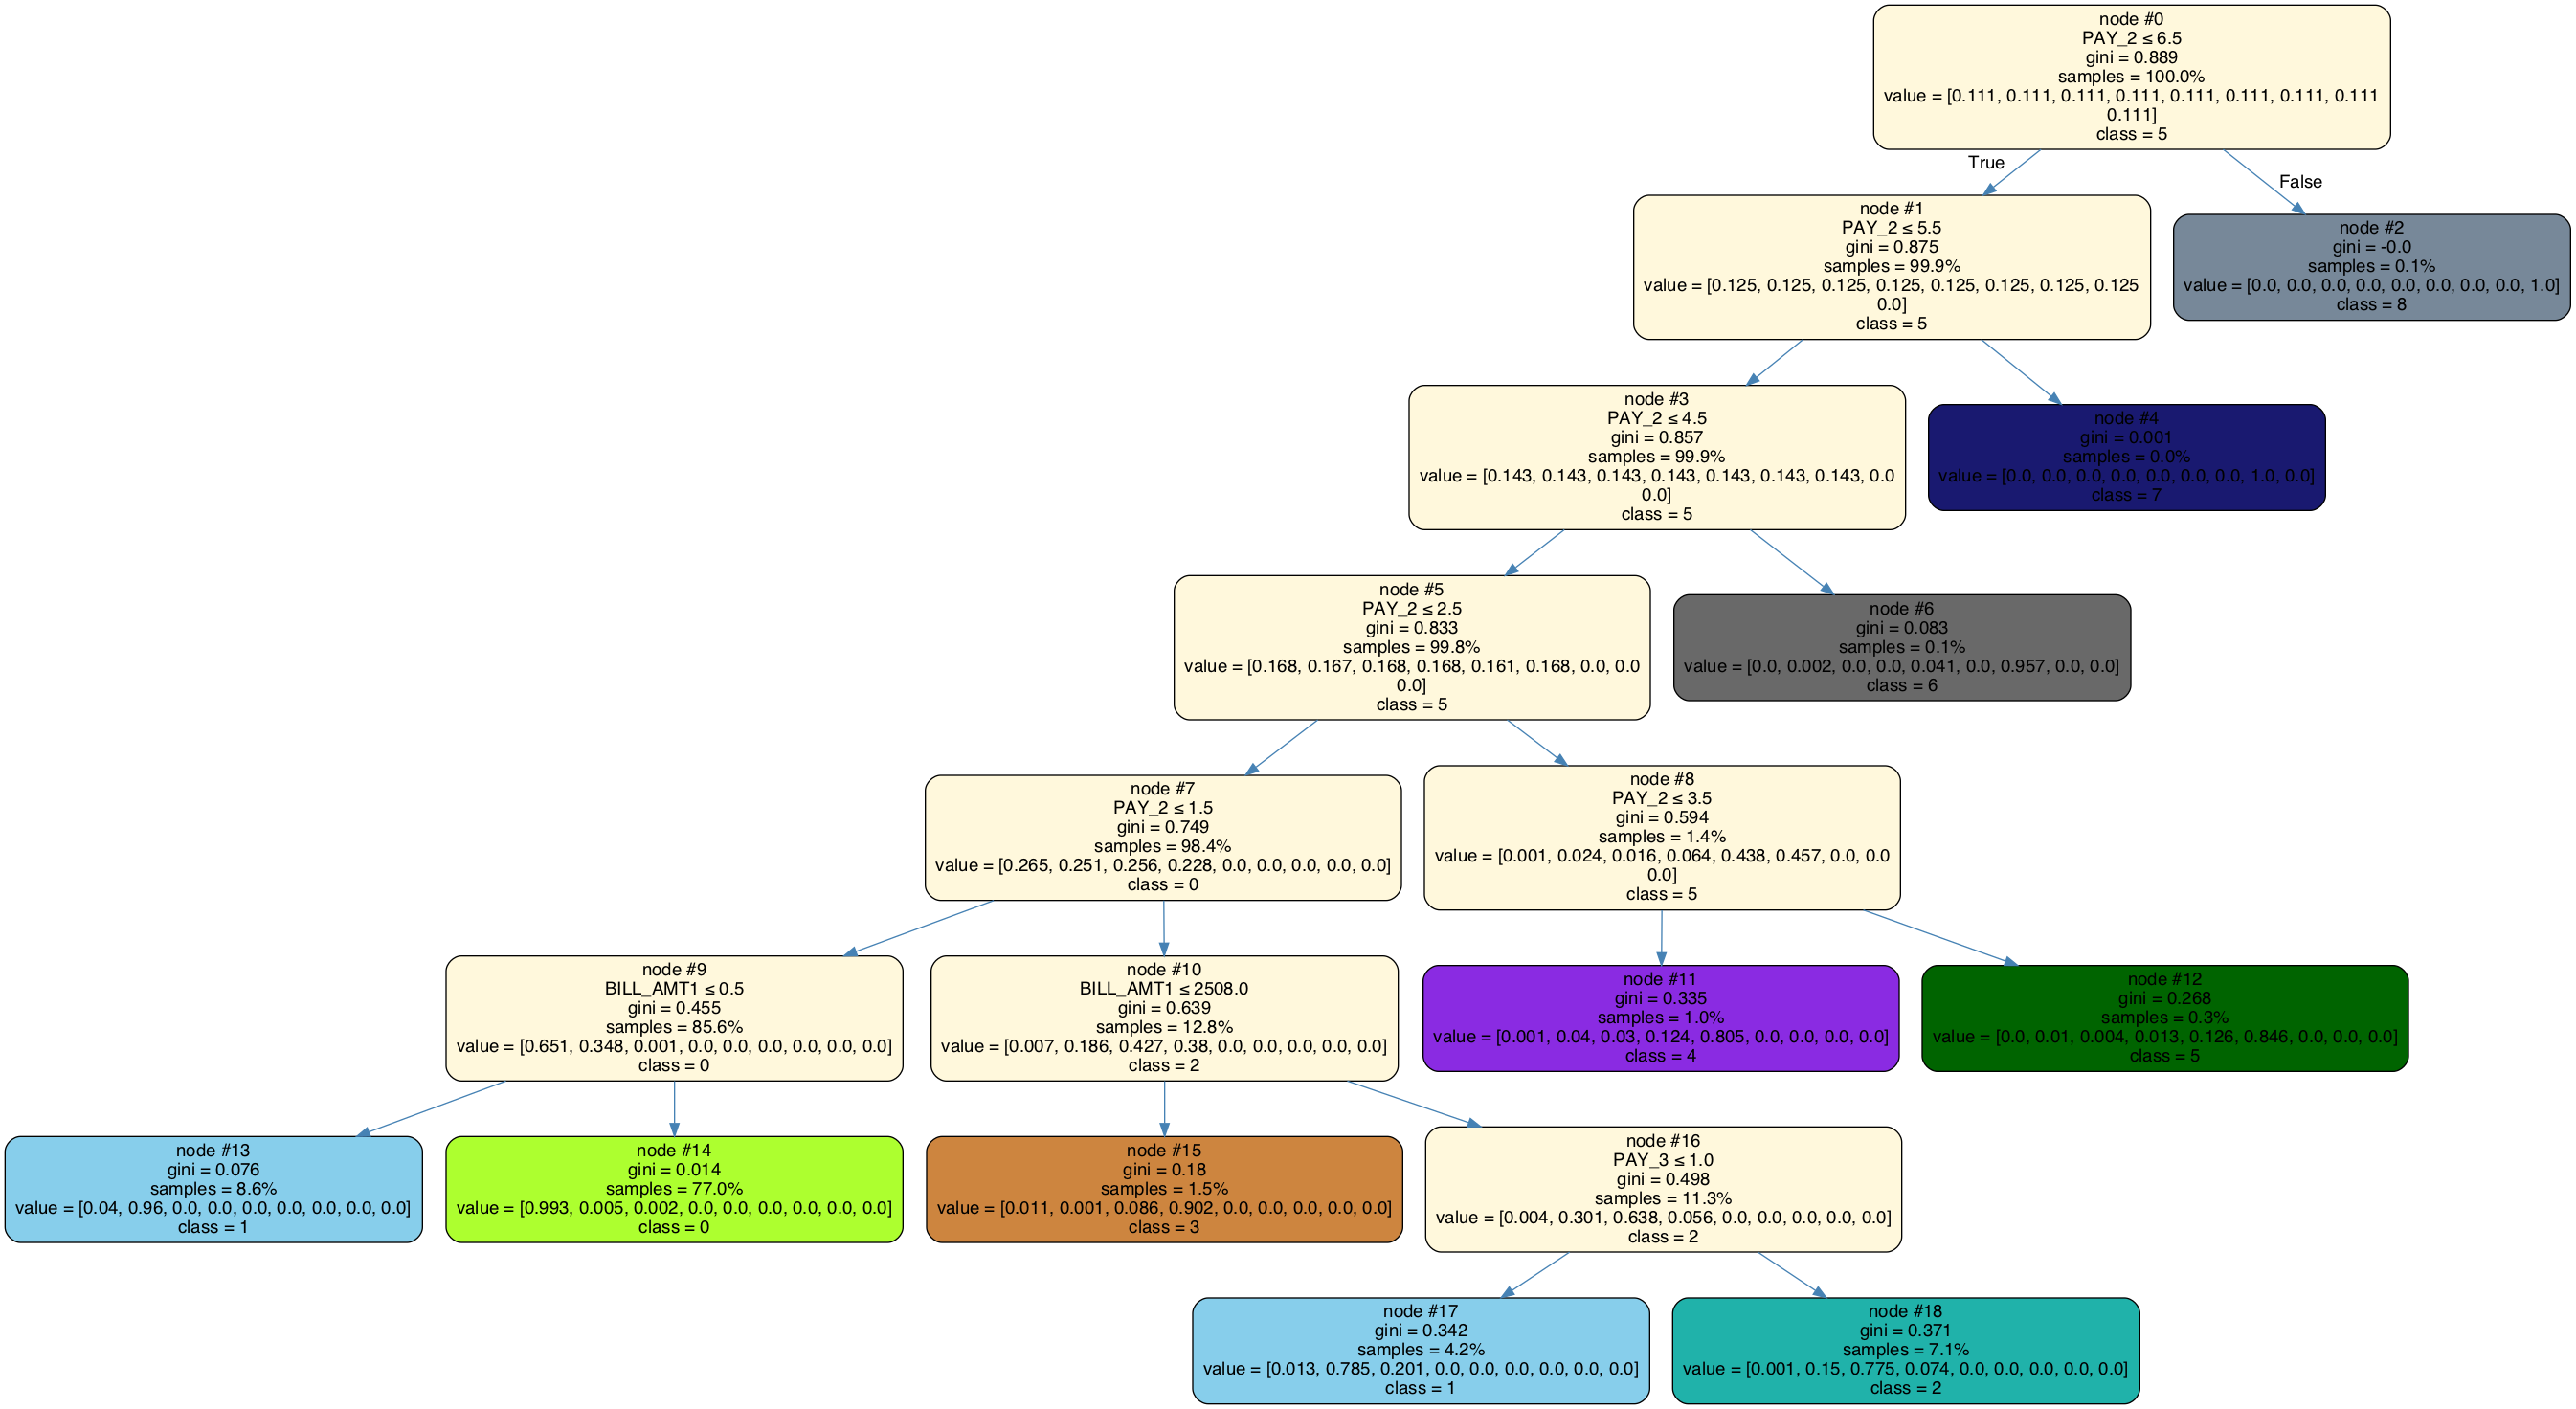 node #0
PAY_2 ≤ 6.5
gini = 0.889
samples = 100.0%
value = [0.111, 0.111, 0.111, 0.111, 0.111, 0.111, 0.111, 0.111
0.111]
class = 5
True
False
node #1
PAY_2 ≤ 5.5
gini = 0.875
samples = 99.9%
value = [0.125, 0.125, 0.125, 0.125, 0.125, 0.125, 0.125, 0.125
0.0]
class = 5
node #2
gini = -0.0
samples = 0.1%
value = [0.0, 0.0, 0.0, 0.0, 0.0, 0.0, 0.0, 0.0, 1.0]
class = 8
node #3
PAY_2 ≤ 4.5
gini = 0.857
samples = 99.9%
value = [0.143, 0.143, 0.143, 0.143, 0.143, 0.143, 0.143, 0.0
0.0]
class = 5
node #4
gini = 0.001
samples = 0.0%
value = [0.0, 0.0, 0.0, 0.0, 0.0, 0.0, 0.0, 1.0, 0.0]
class = 7
node #5
PAY_2 ≤ 2.5
gini = 0.833
samples = 99.8%
value = [0.168, 0.167, 0.168, 0.168, 0.161, 0.168, 0.0, 0.0
0.0]
class = 5
node #6
gini = 0.083
samples = 0.1%
value = [0.0, 0.002, 0.0, 0.0, 0.041, 0.0, 0.957, 0.0, 0.0]
class = 6
node #7
PAY_2 ≤ 1.5
gini = 0.749
samples = 98.4%
value = [0.265, 0.251, 0.256, 0.228, 0.0, 0.0, 0.0, 0.0, 0.0]
class = 0
node #8
PAY_2 ≤ 3.5
gini = 0.594
samples = 1.4%
value = [0.001, 0.024, 0.016, 0.064, 0.438, 0.457, 0.0, 0.0
0.0]
class = 5
node #9
BILL_AMT1 ≤ 0.5
gini = 0.455
samples = 85.6%
value = [0.651, 0.348, 0.001, 0.0, 0.0, 0.0, 0.0, 0.0, 0.0]
class = 0
node #10
BILL_AMT1 ≤ 2508.0
gini = 0.639
samples = 12.8%
value = [0.007, 0.186, 0.427, 0.38, 0.0, 0.0, 0.0, 0.0, 0.0]
class = 2
node #11
gini = 0.335
samples = 1.0%
value = [0.001, 0.04, 0.03, 0.124, 0.805, 0.0, 0.0, 0.0, 0.0]
class = 4
node #12
gini = 0.268
samples = 0.3%
value = [0.0, 0.01, 0.004, 0.013, 0.126, 0.846, 0.0, 0.0, 0.0]
class = 5
node #13
gini = 0.076
samples = 8.6%
value = [0.04, 0.96, 0.0, 0.0, 0.0, 0.0, 0.0, 0.0, 0.0]
class = 1
node #14
gini = 0.014
samples = 77.0%
value = [0.993, 0.005, 0.002, 0.0, 0.0, 0.0, 0.0, 0.0, 0.0]
class = 0
node #15
gini = 0.18
samples = 1.5%
value = [0.011, 0.001, 0.086, 0.902, 0.0, 0.0, 0.0, 0.0, 0.0]
class = 3
node #16
PAY_3 ≤ 1.0
gini = 0.498
samples = 11.3%
value = [0.004, 0.301, 0.638, 0.056, 0.0, 0.0, 0.0, 0.0, 0.0]
class = 2
node #17
gini = 0.342
samples = 4.2%
value = [0.013, 0.785, 0.201, 0.0, 0.0, 0.0, 0.0, 0.0, 0.0]
class = 1
node #18
gini = 0.371
samples = 7.1%
value = [0.001, 0.15, 0.775, 0.074, 0.0, 0.0, 0.0, 0.0, 0.0]
class = 2